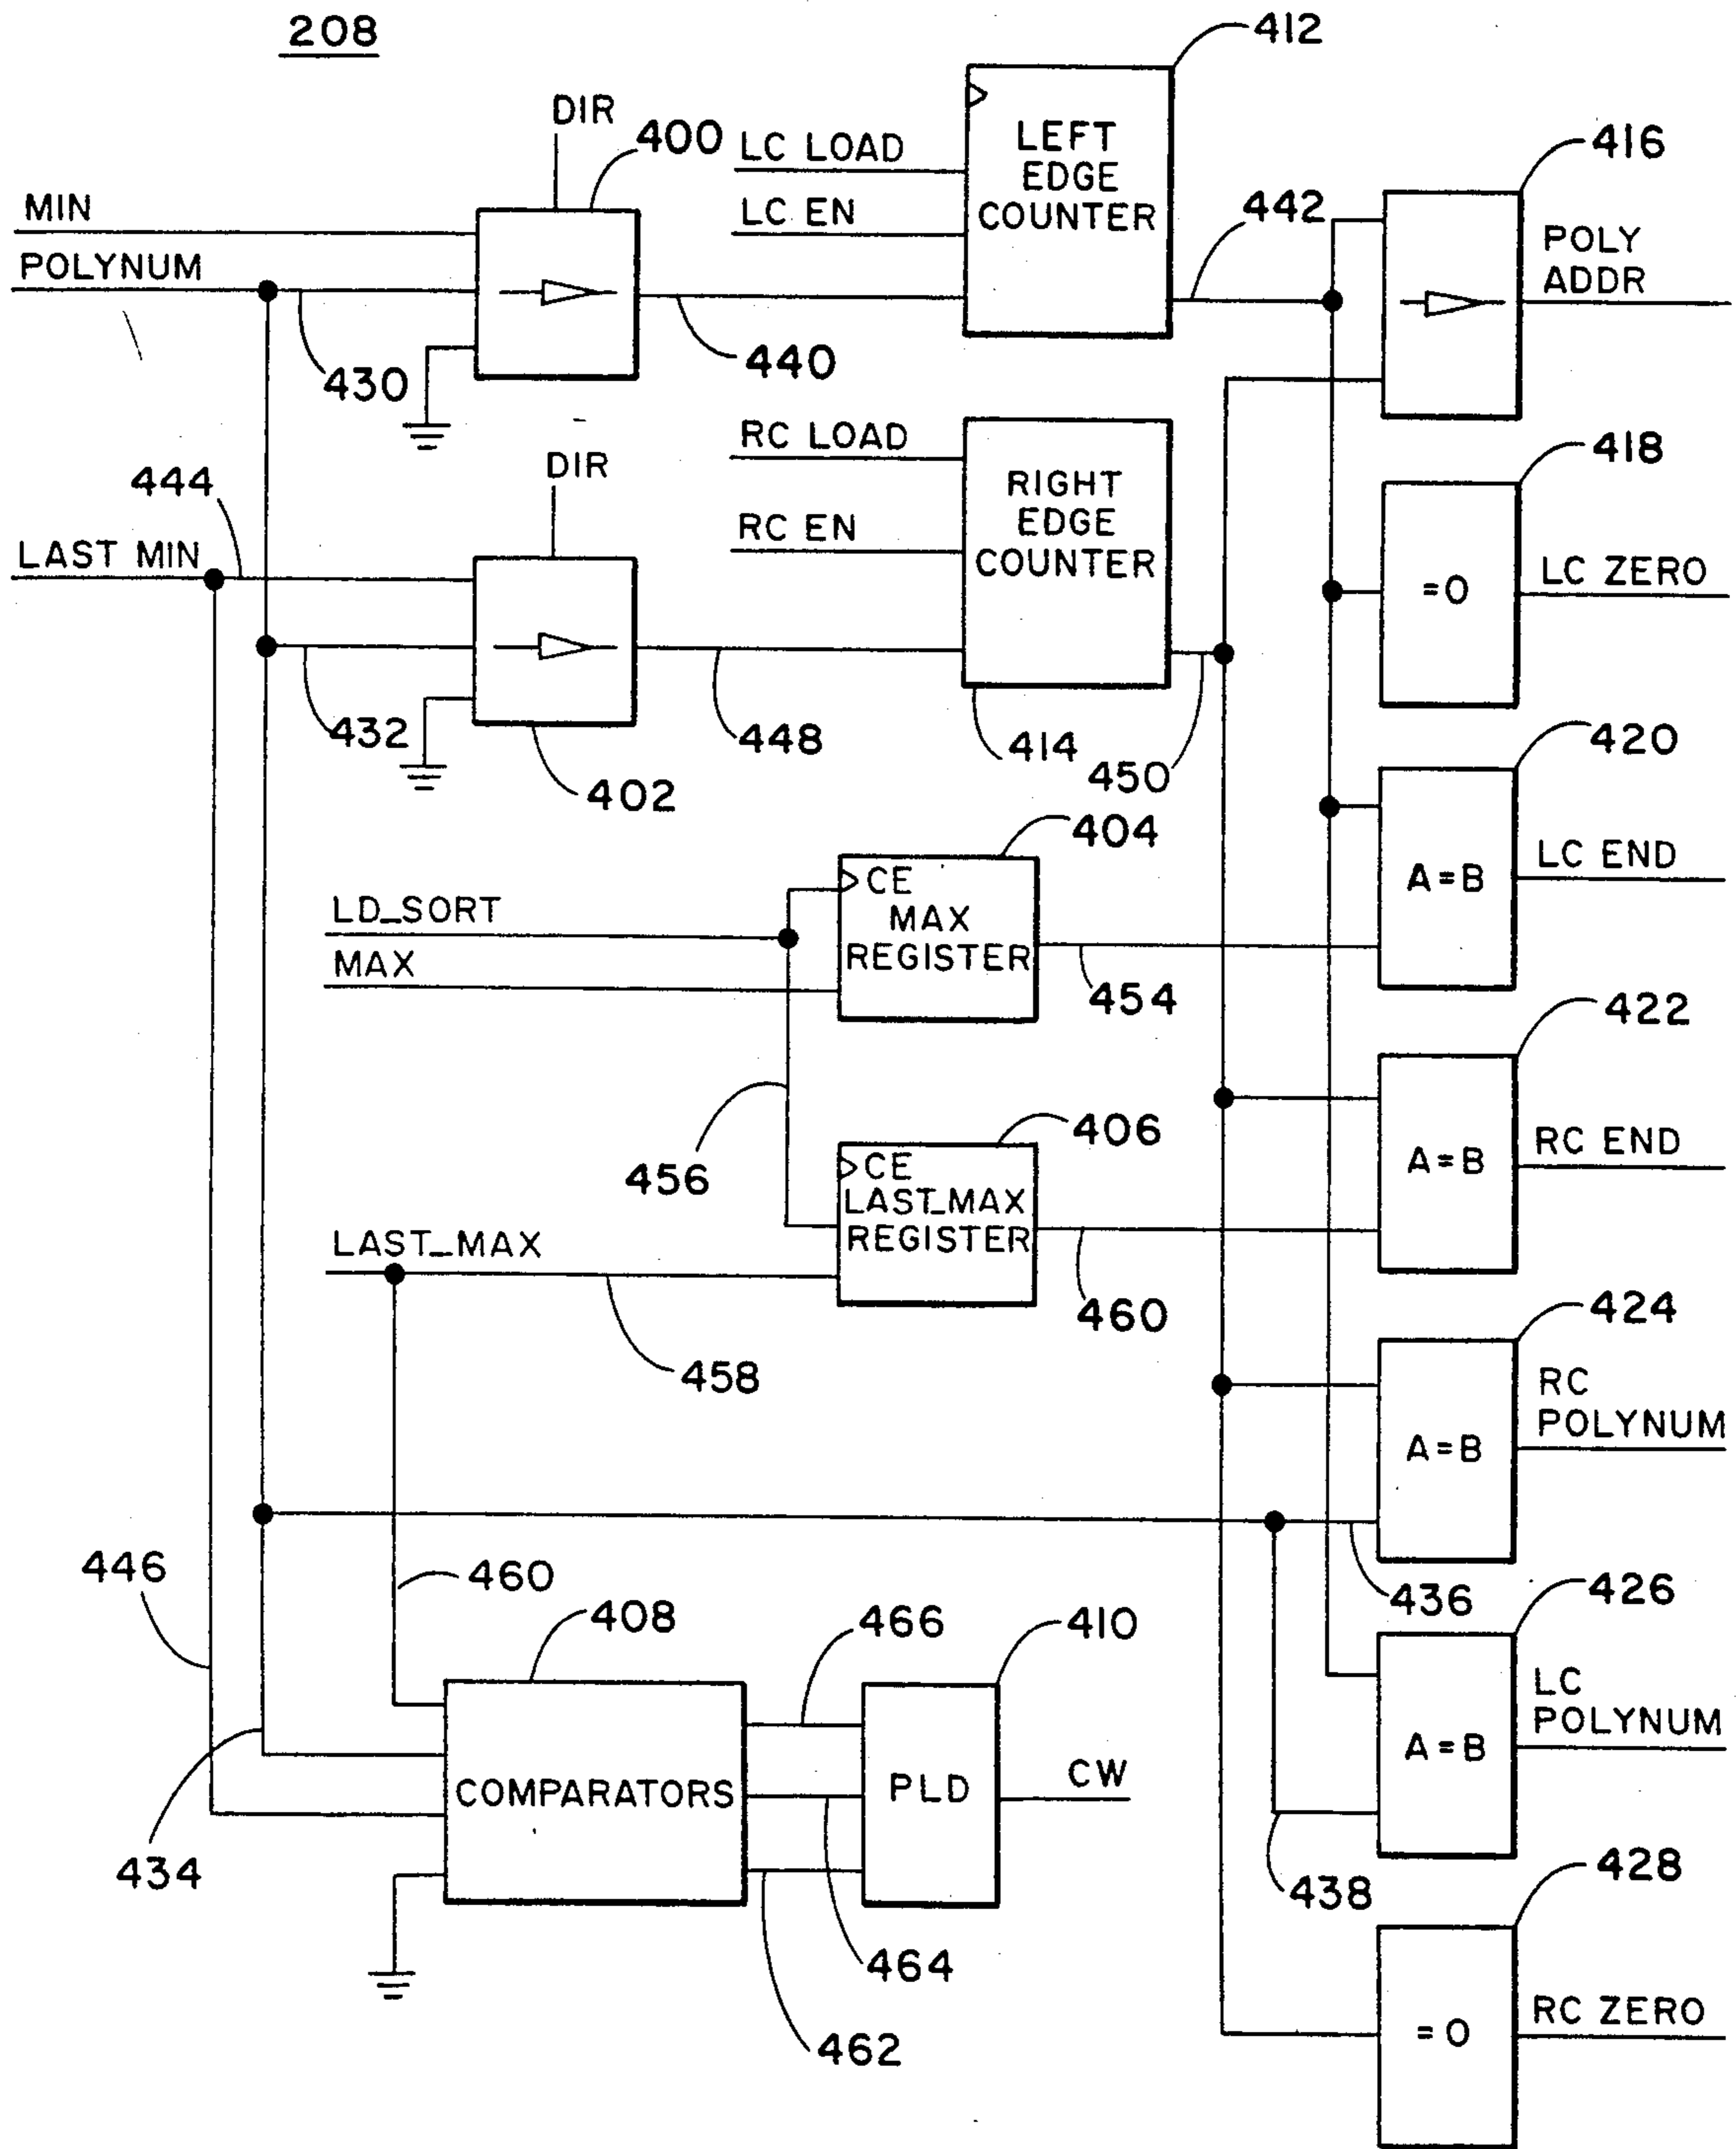 208
412
DIR
400
LC LOAD
LEFT
EDGE
COUNTER
416
MIN
LC EN
442
POLY
ADDR
POLYNUM
430
440
RC LOAD
418
444
DIR
RIGHT
EDGE
COUNTER
RC EN
LAST MIN
=0
LC ZERO
432
448
414
450
420
402
404
CE
MAX
REGISTER
LD_SORT
A=B
LC END
MAX
454
422
456
406
CE
LAST_MAX
REGISTER
A=B
RC END
LAST_MAX
460
424
458
RC
POLYNUM
A=B
446
460
436
426
408
466
410
LC
POLYNUM
COMPARATORS
PLD
CW
A=B
434
438
428
464
462
=0
RC ZERO